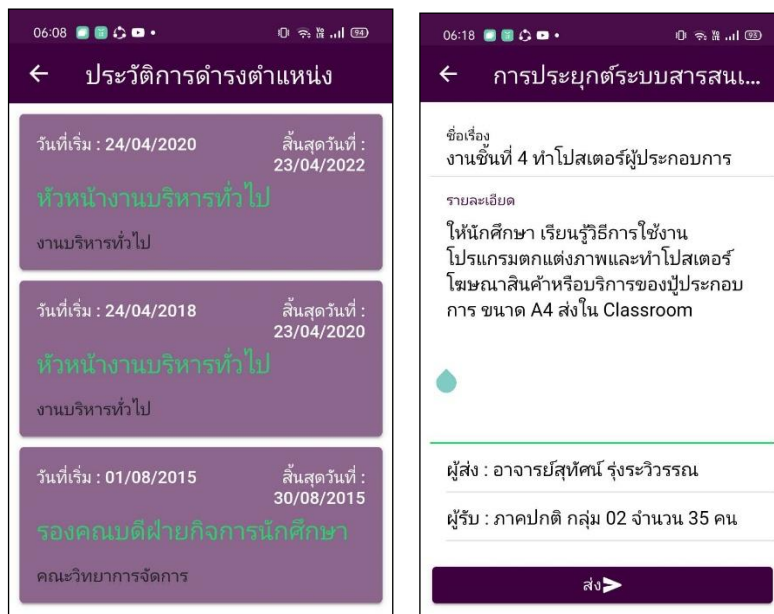 06:08
94
ประวัติการดำรงตำแหน่ง
วันที่เริ่ม : 24/04/2020
สิ้นสุดวันที่ :
23/04/2022
หัวหน้างานบริหารทั่วไป
งานบริหารทั่วไป
วันที่เริ่ม : 24/04/2018
สิ้นสุดวันที่ :
23/04/2020
หัวหน้างานบริหารทั่วไป
งานบริหารทั่วไป
วันที่เริ่ม : 01/08/2015
สิ้นสุดวันที่ :
30/08/2015
รองคณบดีฝ่ายกิจการนักศึกษา
คณะวิทยาการจัดการ
06:18
93
การประยุกต์ระบบสารสนเ...
ชื่อเรื่อง
งานชิ้นที่ 4 ทำโปสเตอร์ผู้ประกอบการ
รายละเอียด
ให้นักศึกษา เรียนรู้วิธีการใช้งาน
โปรแกรมตกแต่งภาพและทำโปสเตอร์
โฆษณาสินค้าหรือบริการของปู้ประกอบ
การ ขนาด A4 ส่งใน Classroom
ผู้ส่ง : อาจารย์สุทัศน์ รุ่งระวิวรรณ
ผู้รับ : ภาคปกติ กลุ่ม 02 จำนวน 35 คน
ส่ง